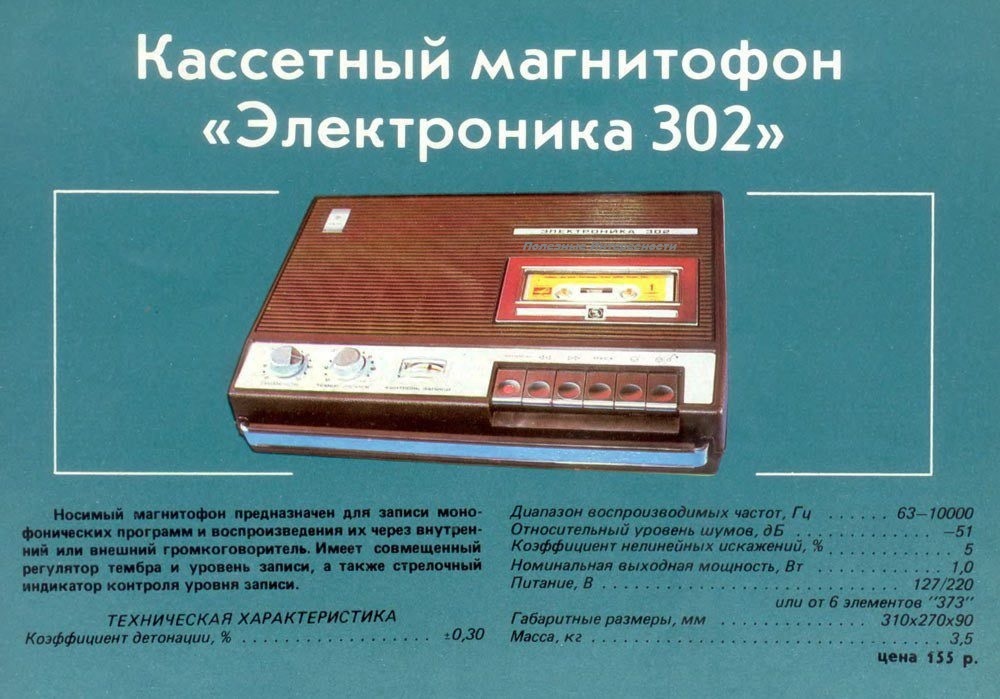 Кассетный магнитофон
«Электроника 302»
ЭЛЕКТРОНИКА 302
Полезные
1
Носимый магнитофон предназначен для записи моно-
фонических программ и воспроизведения их через внутрен-
ний или внешний громкоговоритель. Имеет совмещенный
регулятор тембра и уровень записи, а также стрелочный
индикатор контроля уровня записи.
ТЕХНИЧЕСКАЯ ХАРАКТЕРИСТИКА
Коэффициент детонации, % . . . . . . . . . . . . . . . . . . . ±0,30
Диапазон воспроизводимых частот, Гц . . . . . . 63—10000
Относительный уровень шумов, дБ . . . . . . . . . . . . —51
Коэффициент нелинейных искажений, % . . . . . . . . . . 5
Номинальная выходная мощность, Вт . . . . . . . . . . 1,0
Питание, В . . . . . . . . . . . . . . . . . . . . . . . . 127/220
или от 6 элементов "373"
Габаритные размеры, мм . . . . . . . . . . . . 310х270х90
Масса, кг . . . . . . . . . . . . . . . . . . . . . . . . . . . 3,5
цена 155 р.